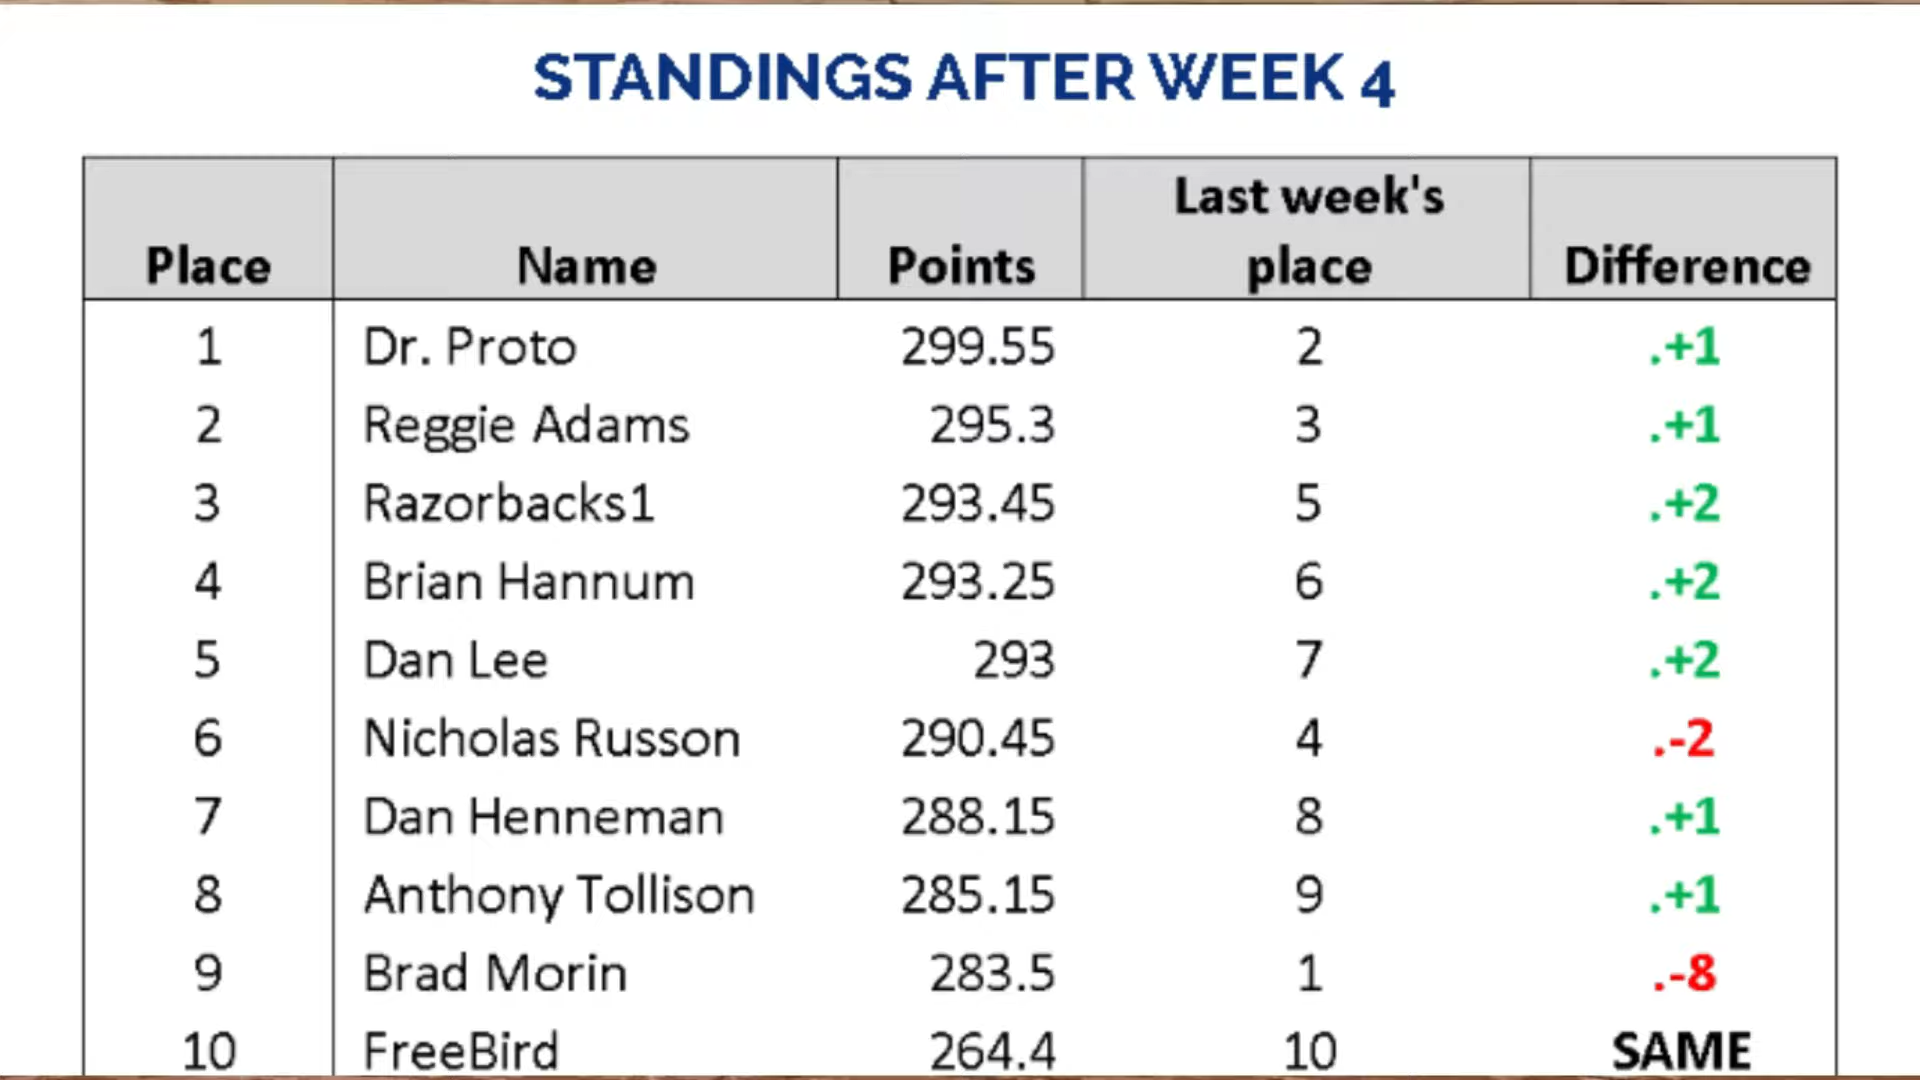 STANDINGS AFTER WEEK 4
Place Name Points Last week's place Difference
1 Dr. Proto 299.55 2 .+1
2 Reggie Adams 295.3 3 .+1
3 Razorbacks1 293.45 5 .+2
4 Brian Hannum 293.25 6 .+2
5 Dan Lee 293 7 .+2
6 Nicholas Russon 290.45 4 .-2
7 Dan Henneman 288.15 8 .+1
8 Anthony Tollison 285.15 9 .+1
9 Brad Morin 283.5 1 .-8
10 FreeBird 264.4 10 SAME